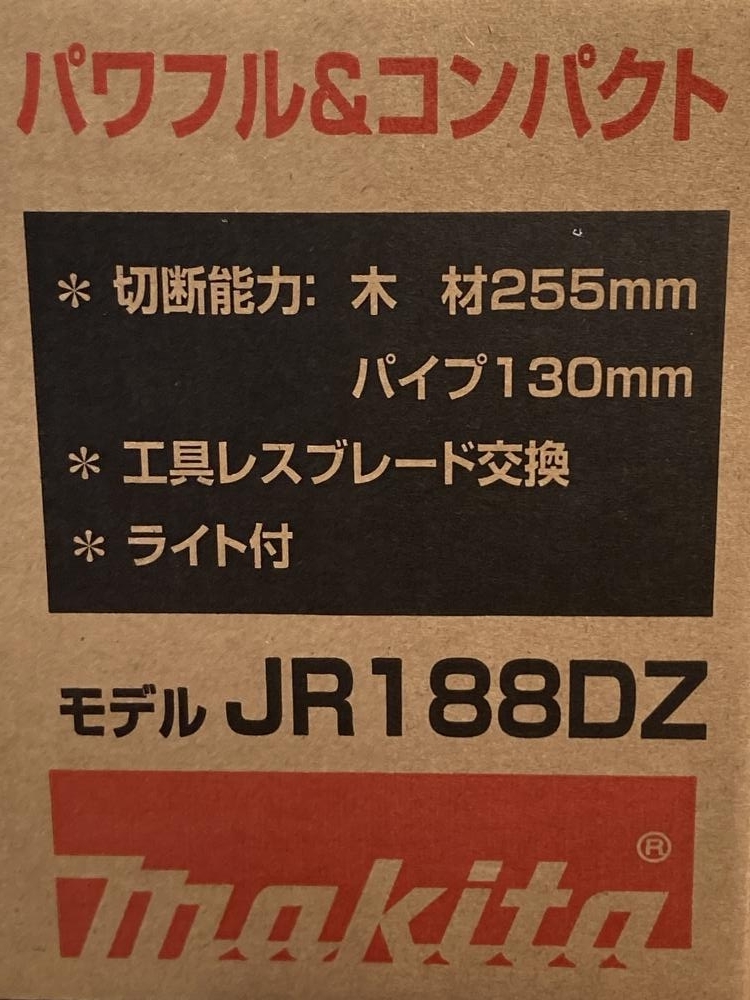 パワフル&コンパクト
* 切断能力: 木 材255mm
パイプ130mm
* 工具レスブレード交換
* ライト付
モデル JR188DZ
makita®